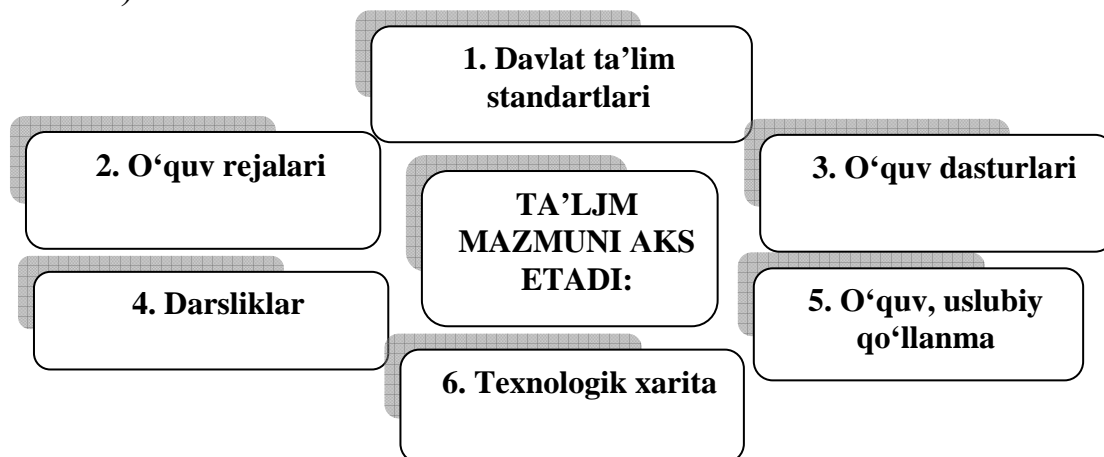 1. Davlat ta’lim
standartlari
2. O‘quv rejalari
3. O‘quv dasturlari
TA’LJM
MAZMUNI AKS
ETADI:
4. Darsliklar
5. O‘quv, uslubiy
qo‘llanma
6. Texnologik xarita